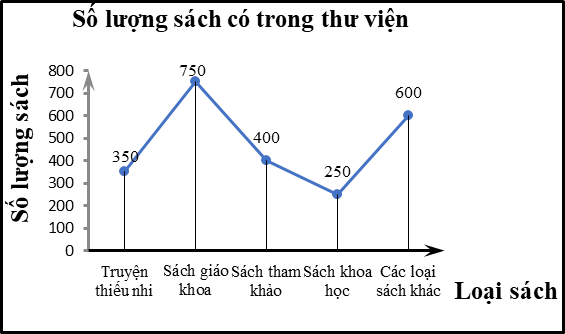 Số lượng sách có trong thư viện
Số lượng sách
800
700
600
500
400
300
200
100
0
350
750
400
250
600
Truyện
thiếu nhi
Sách giáo
khoa
Sách tham
khảo
Sách khoa
học
Các loại
sách khác
Loại sách